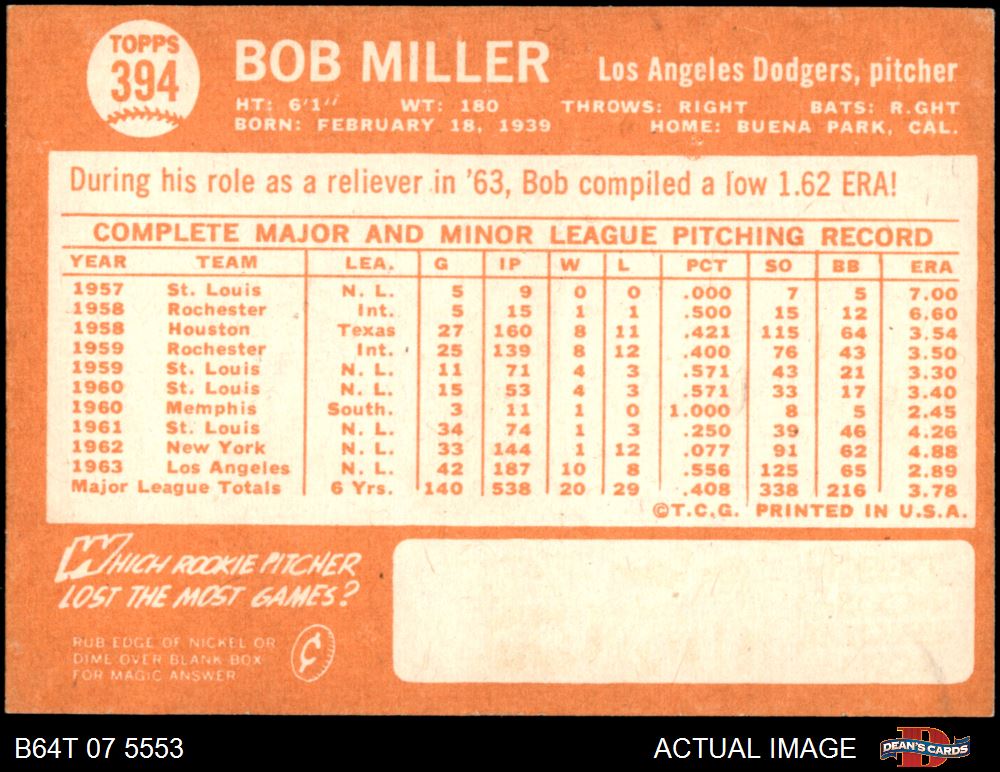 TOPPS
394
BOB MILLER
Los Angeles Dodgers, pitcher
HT: 6'1" WT: 180 THROWS: RIGHT BATS: R.GHT
BORN: FEBRUARY 18, 1939 HOME: BUENA PARK, CAL.
During his role as a reliever in '63, Bob compiled a low 1.62 ERA!
COMPLETE MAJOR AND MINOR LEAGUE PITCHING RECORD
YEAR TEAM LEA. G IP W L PCT SO BB ERA
1957 St. Louis N. L. 5 9 0 0 .000 7 5 7.00
1958 Rochester Int. 5 15 1 1 .500 15 12 6.60
1958 Houston Texas 27 160 8 11 .421 115 64 3.54
1959 Rochester Int. 25 139 8 12 .400 76 43 3.50
1959 St. Louis N. L. 11 71 4 3 .571 43 21 3.30
1960 St. Louis N. L. 15 53 4 3 .571 33 17 3.40
1960 Memphis South. 3 11 1 0 1.000 8 5 2.45
1961 St. Louis N. L. 34 74 1 3 .250 39 46 4.26
1962 New York N. L. 33 144 1 12 .077 91 62 4.88
1963 Los Angeles N. L. 42 187 10 8 .556 125 65 2.89
Major League Totals 6 Yrs. 140 538 20 29 .408 338 216 3.78
©T.C.G. PRINTED IN U.S.A.
WHICH ROOKIE PITCHER
LOST THE MOST GAMES?
RUB EDGE OF NICKEL OR
DIME OVER BLANK BOX
FOR MAGIC ANSWER
¢
B64T 07 5553
ACTUAL IMAGE
D
DEAN'S CARDS